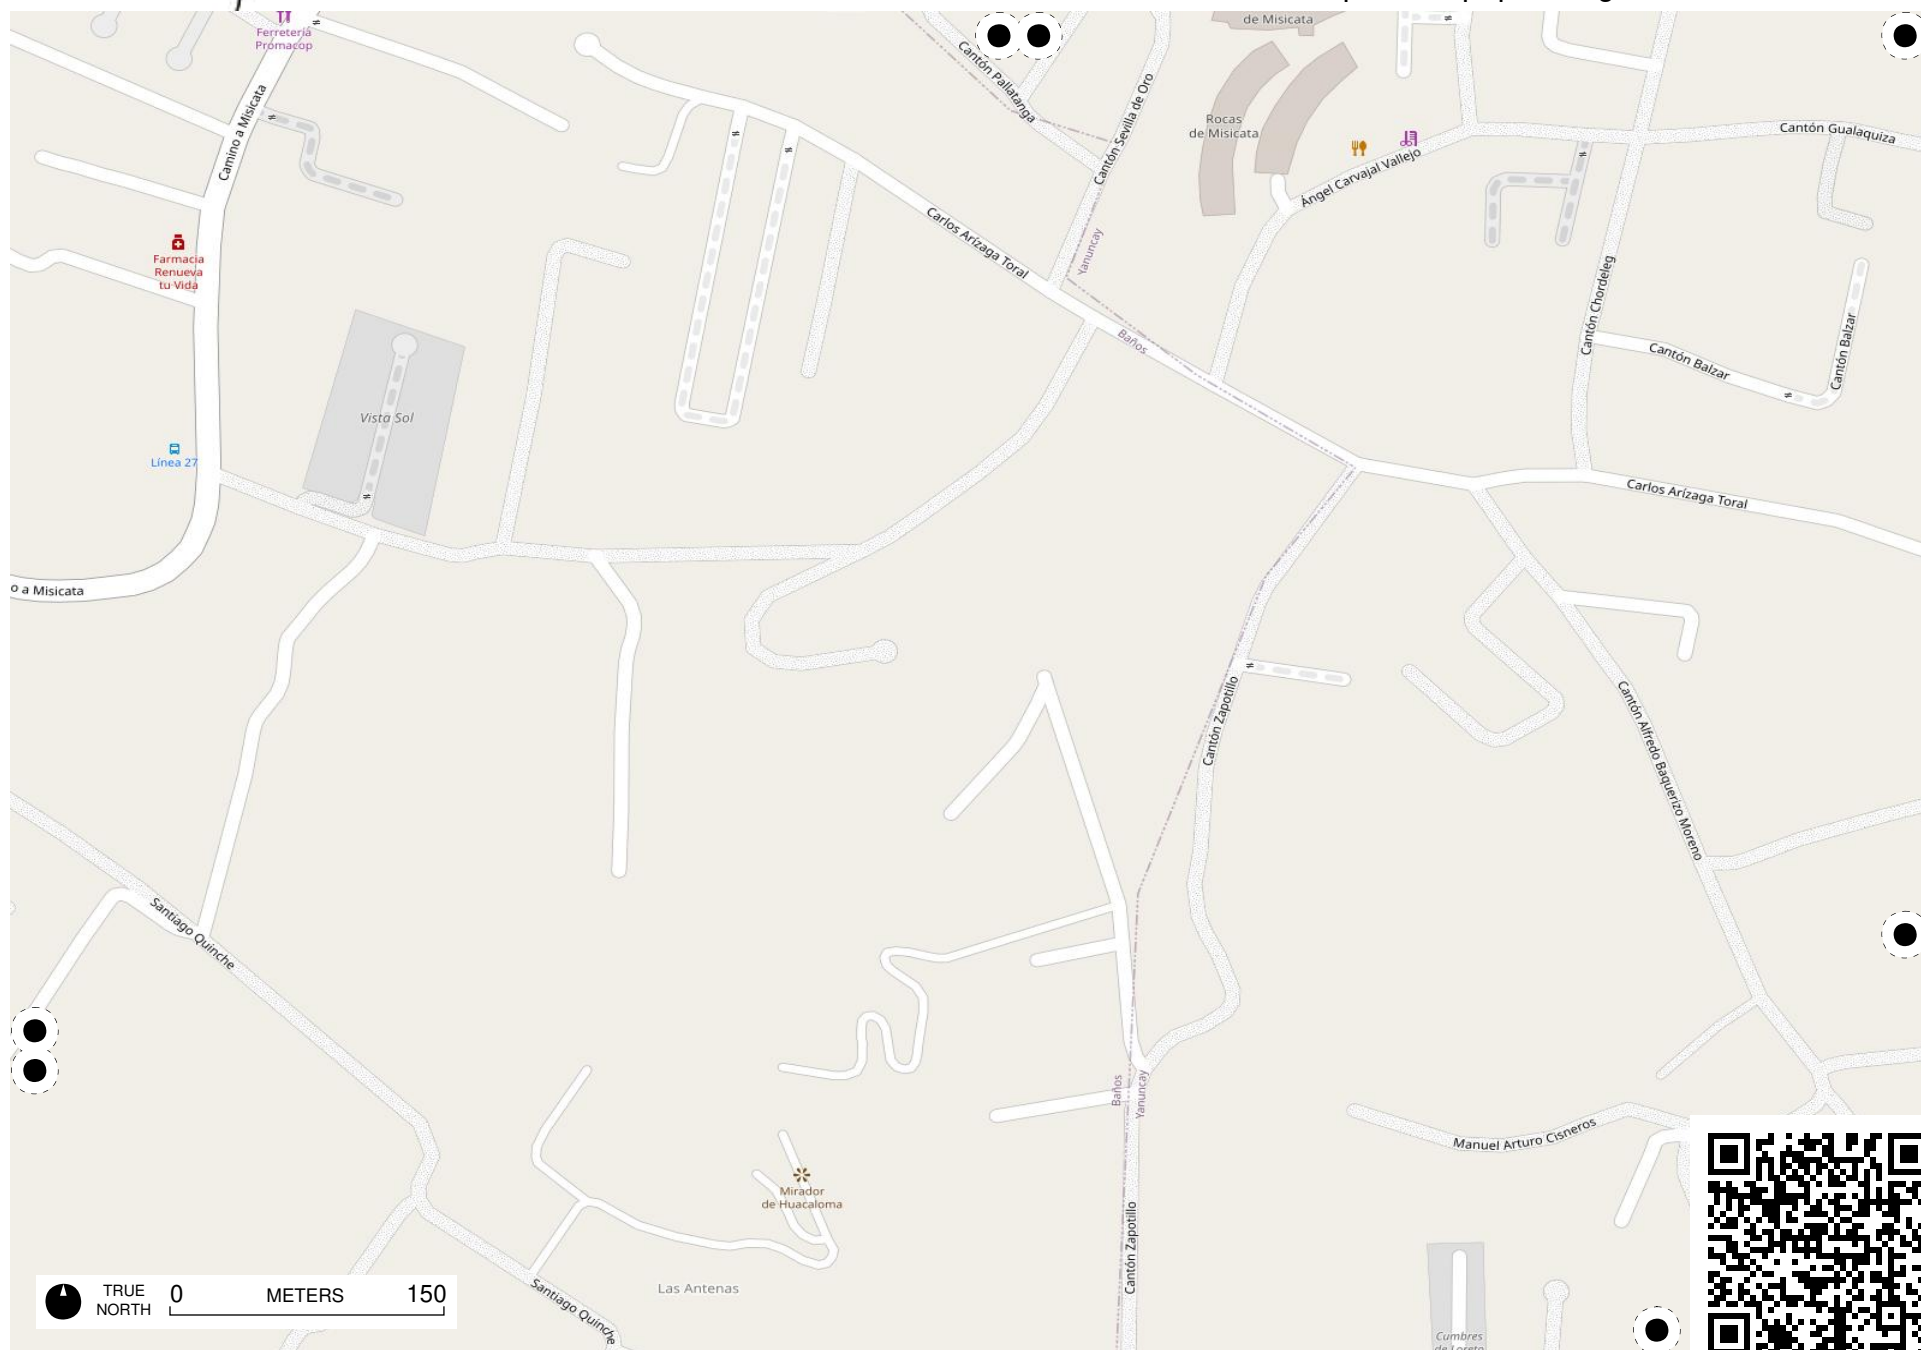 de Misicata
Ferretería
Promacop
Cantón Pallatanga
Cantón Sevilla de Oro
Rocas
de Misicata
Camino a Misicata
Ángel Carvajal Vallejo
Cantón Gualaquiza
Carlos Arízaga Toral
Yanuncay
Farmacia
Renueva
tu Vida
Cantón Chordeleg
Baños
Cantón Balzar
Cantón Balzar
Vista Sol
Línea 27
Carlos Arízaga Toral
o a Misicata
Cantón Zapotillo
Cantón Alfredo Baquerizo Moreno
Santiago Quinche
Baños
Yanuncay
Manuel Arturo Cisneros
Mirador
de Huacaloma
Cantón Zapotillo
Las Antenas
Santiago Quinche
TRUE
NORTH
0 METERS 150
Cumbres
de Loreto